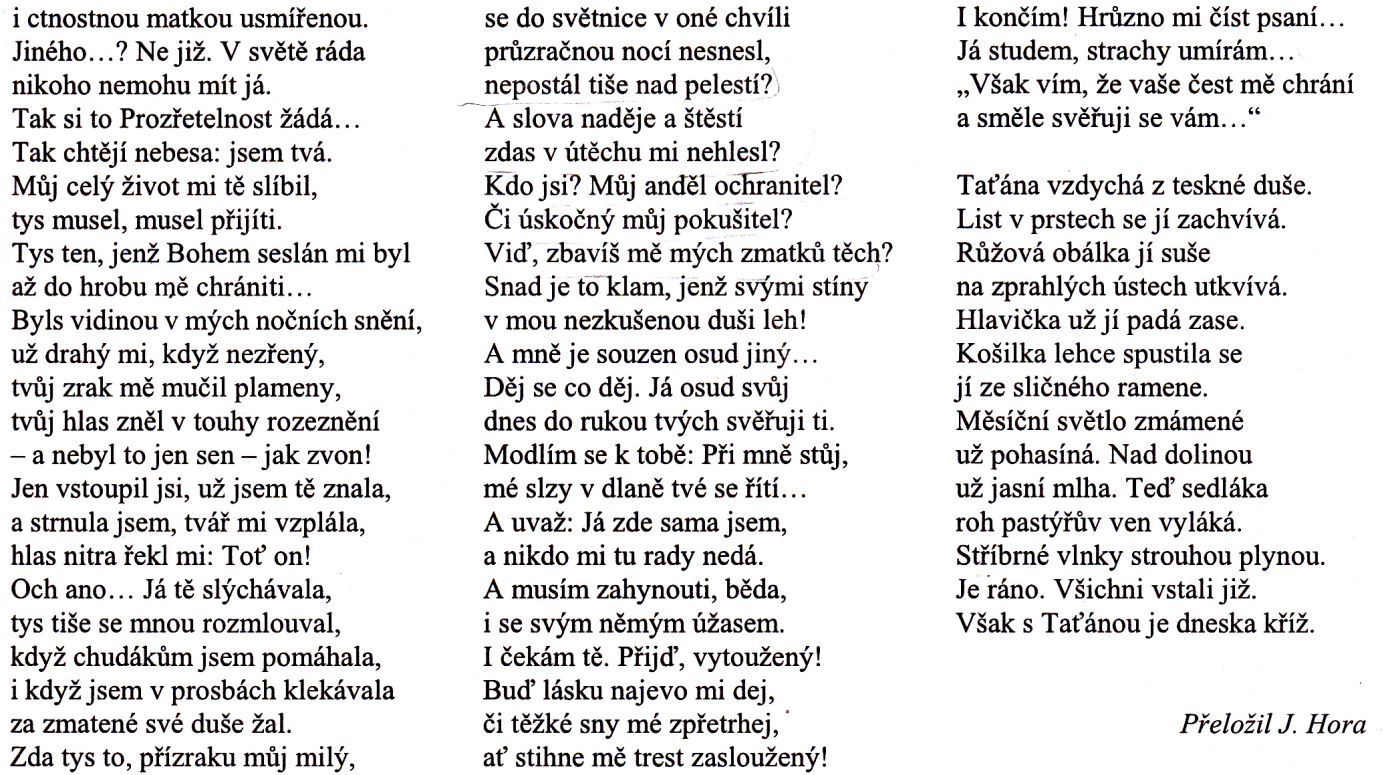 i ctnostnou matkou usmířenou.
Jiného…? Ne již. V světě ráda
nikoho nemohu mít já.
Tak si to Prozřetelnost žádá…
Tak chtějí nebesa: jsem tvá.
Můj celý život mi tě slíbil,
tys musel, musel přijíti.
Tys ten, jenž Bohem seslán mi byl
až do hrobu mě chrániti…
Byls vidinou v mých nočních snění,
už drahý mi, když nezřený,
tvůj zrak mě mučil plameny,
tvůj hlas zněl v touhy rozeznění
– a nebyl to jen sen – jak zvon!
Jen vstoupil jsi, už jsem tě znala,
a strnula jsem, tvář mi vzplála,
hlas nitra řekl mi: Toť on!
Och ano… Já tě slýchávala,
tys tiše se mnou rozmlouval,
když chudákům jsem pomáhala,
i když jsem v prosbách klekávala
za zmatené své duše žal.
Zda tys to, přízraku můj milý,
se do světnice v oné chvíli
průzračnou nocí nesnesl,
nepostál tiše nad pelestí?
A slova naděje a štěstí
zdas v útěchu mi nehlesl?
Kdo jsi? Můj anděl ochranitel?
Či úskočný můj pokušitel?
Viď, zbavíš mě mých zmatků těch?
Snad je to klam, jenž svými stíny
v mou nezkušenou duši leh!
A mně je souzen osud jiný…
Děj se co děj. Já osud svůj
dnes do rukou tvých svěřuji ti.
Modlím se k tobě: Při mně stůj,
mé slzy v dlaně tvé se řítí…
A uvaž: Já zde sama jsem,
a nikdo mi tu rady nedá.
A musím zahynouti, běda,
i se svým němým úžasem.
I čekám tě. Přijď, vytoužený!
Buď lásku najevo mi dej,
či těžké sny mé zpřetrhej,
ať stihne mě trest zasloužený!
I končím! Hrůzno mi číst psaní…
Já studem, strachy umírám…
„Však vím, že vaše čest mě chrání
a směle svěřuji se vám…“
Taťána vzdychá z teskné duše.
List v prstech se jí zachvívá.
Růžová obálka jí suše
na zprahlých ústech utkvívá.
Hlavička už jí padá zase.
Košilka lehce spustila se
jí ze sličného ramene.
Měsíční světlo zmámené
už pohasíná. Nad dolinou
už jasní mlha. Teď sedláka
roh pastýřův ven vyláká.
Stříbrné vlnky strouhou plynou.
Je ráno. Všichni vstali již.
Však s Taťánou je dneska kříž.
Přeložil J. Hora